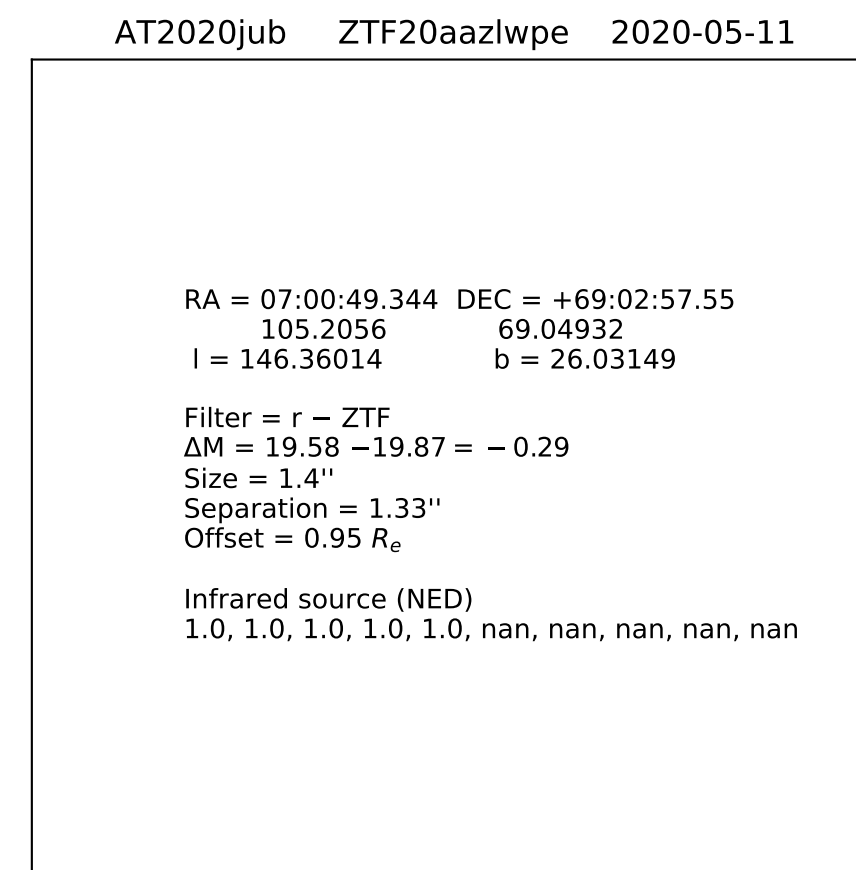 AT2020jub ZTF20aazlwpe 2020-05-11
RA = 07:00:49.344 DEC = +69:02:57.55
105.2056 69.04932
l = 146.36014 b = 26.03149
Filter = r − ZTF
ΔM = 19.58 −19.87 = −0.29
Size = 1.4''
Separation = 1.33''
Offset = 0.95 Re
Infrared source (NED)
1.0, 1.0, 1.0, 1.0, 1.0, nan, nan, nan, nan, nan